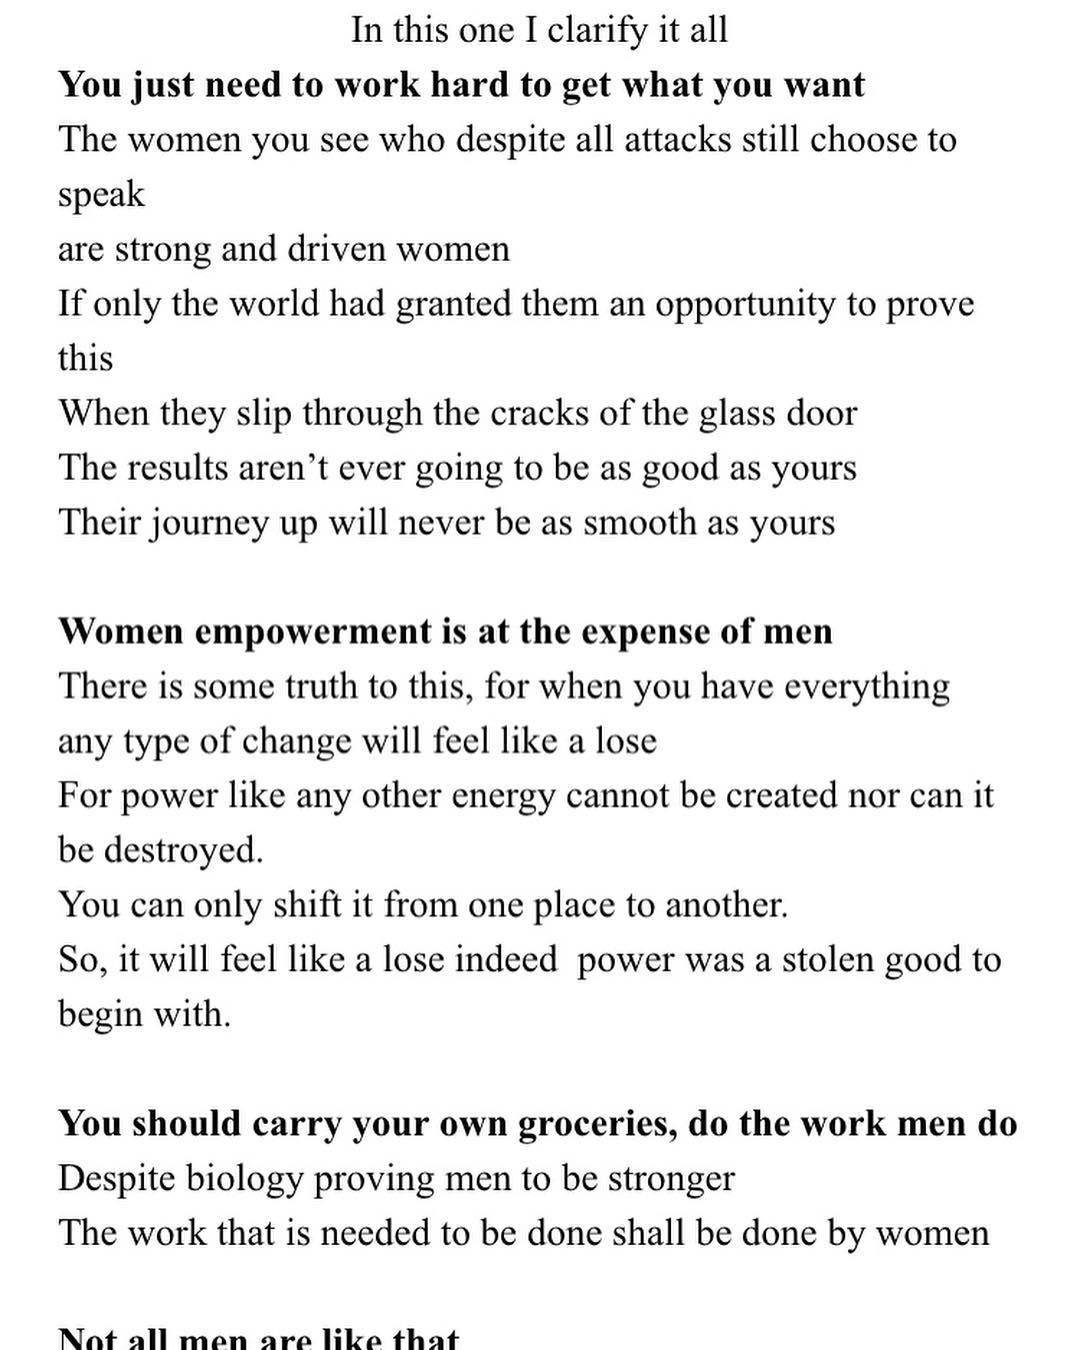 In this one I clarify it all
You just need to work hard to get what you want
The women you see who despite all attacks still choose to
speak
are strong and driven women
If only the world had granted them an opportunity to prove
this
When they slip through the cracks of the glass door
The results aren’t ever going to be as good as yours
Their journey up will never be as smooth as yours
Women empowerment is at the expense of men
There is some truth to this, for when you have everything
any type of change will feel like a lose
For power like any other energy cannot be created nor can it
be destroyed.
You can only shift it from one place to another.
So, it will feel like a lose indeed  power was a stolen good to
begin with.
You should carry your own groceries, do the work men do
Despite biology proving men to be stronger
The work that is needed to be done shall be done by women
Not all men are like that